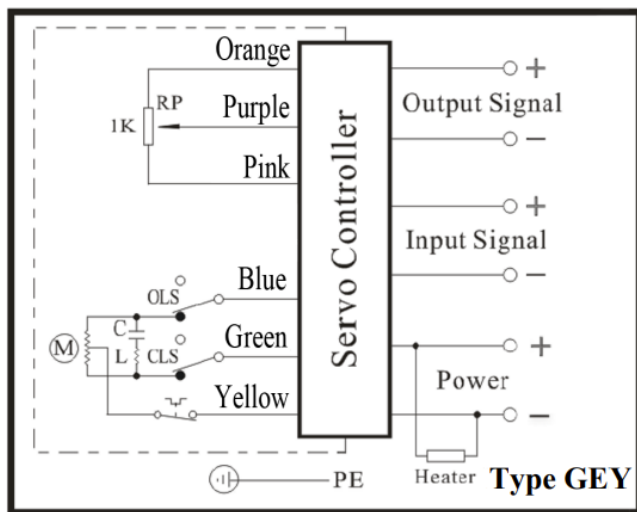 Orange
RP
1K
Purple
Pink
Servo Controller
+
Output Signal
−
+
Input Signal
−
OLS
Blue
C
M
L
CLS
Green
Yellow
+
Power
−
PE
Heater
Type GEY